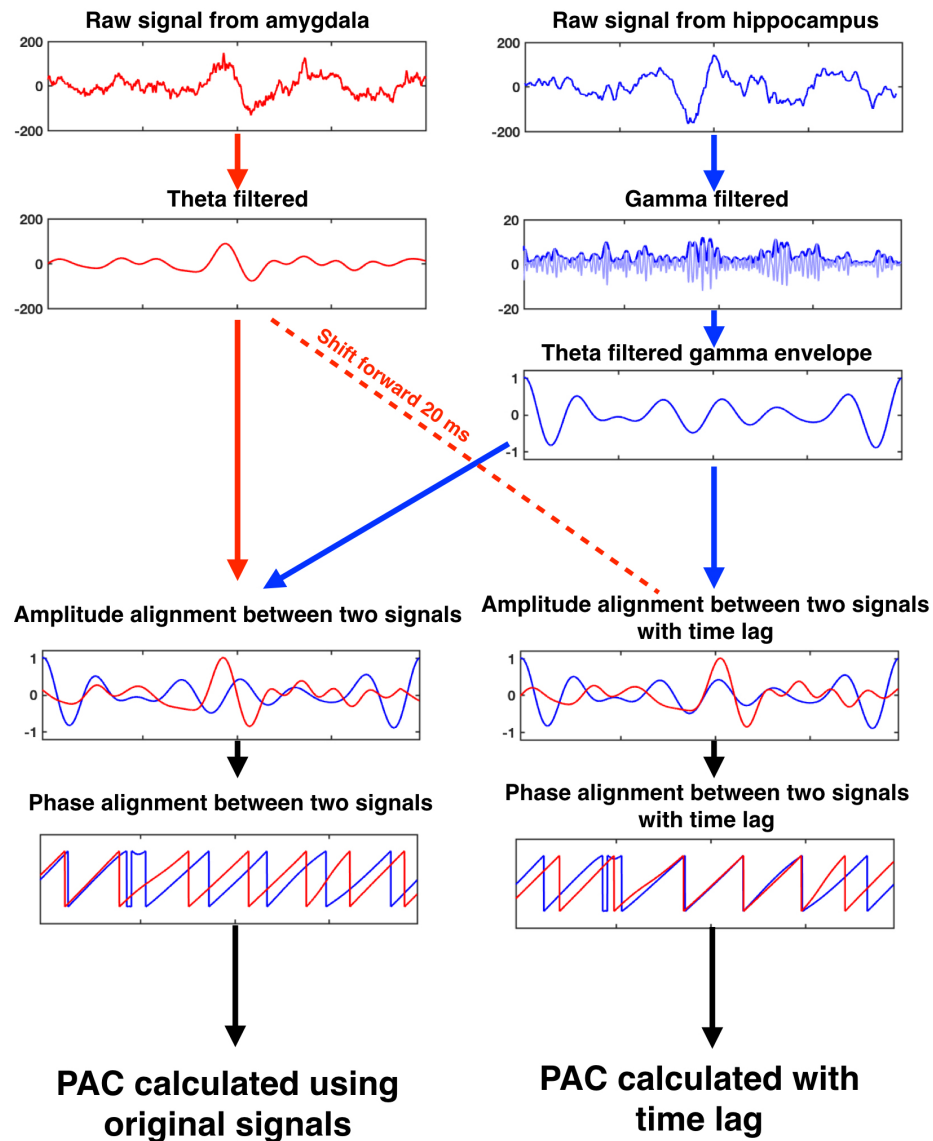 Raw signal from amygdala
200
0
-200
Raw signal from hippocampus
200
0
-200
Theta filtered
200
0
-200
Gamma filtered
20
0
-20
Shift forward 20 ms
Theta filtered gamma envelope
1
0
-1
Amplitude alignment between two signals
1
0
-1
Amplitude alignment between two signals
with time lag
1
0
-1
Phase alignment between two signals
Phase alignment between two signals
with time lag
PAC calculated using
original signals
PAC calculated with
time lag